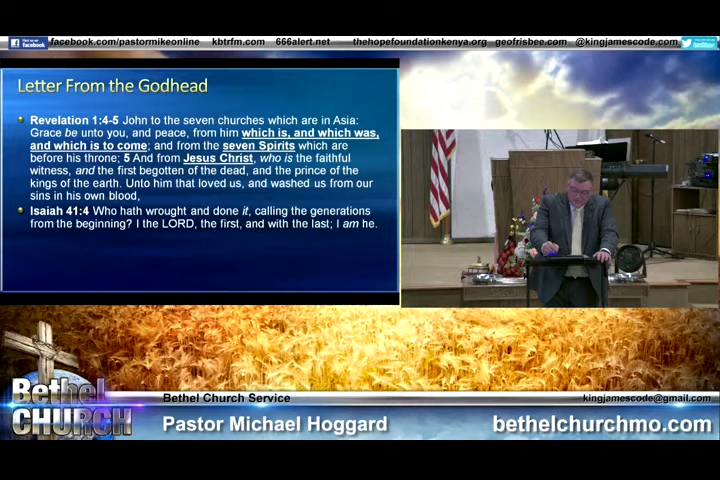 facebook.com/pastormikeonline kbtrfm.com 666alert.net thehopefoundationkenya.org geofrisbee.com @kingjamescode.com
Letter From the Godhead
Revelation 1:4-5 John to the seven churches which are in Asia:
Grace be unto you, and peace, from him which is, and which was,
and which is to come; and from the seven Spirits which are
before his throne; 5 And from Jesus Christ, who is the faithful
witness, and the first begotten of the dead, and the prince of the
kings of the earth. Unto him that loved us, and washed us from our
sins in his own blood,
Isaiah 41:4 Who hath wrought and done it, calling the generations
from the beginning? I the LORD, the first, and with the last; I am he.
Bethel
CHURCH
Bethel Church Service kingjamescode@gmail.com
Pastor Michael Hoggard bethelchurchmo.com